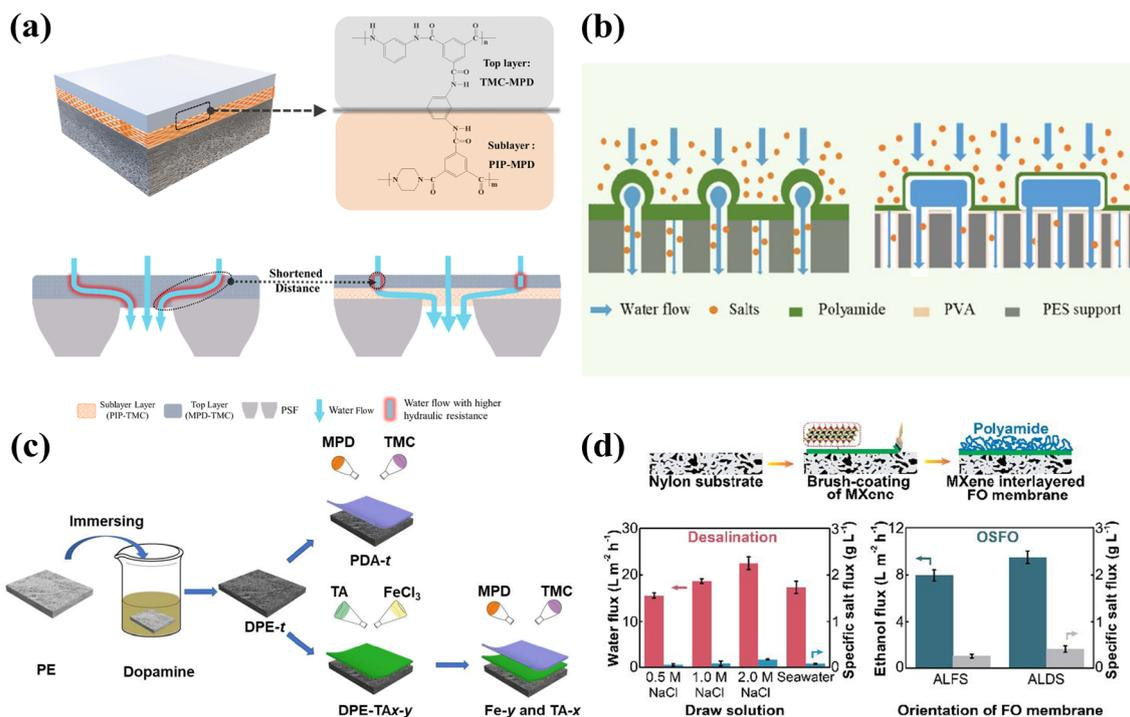 (a)
H
N
H
N
O
C
O
C
n
C=O
N-H
Top layer:
TMC-MPD
H
N
C=O
Sublayer :
PIP-MPD
N
N
C
O
C
O
m
Shortened
Distance
Sublayer Layer
(PIP-TMC)
Top Layer
(MPD-TMC)
PSF
Water Flow
Water flow with higher
hydraulic resistance
(b)
Water flow
Salts
Polyamide
PVA
PES support
(c)
MPD
TMC
Immersing
PDA-t
TA
FeCl3
MPD
TMC
DPE-t
PE
Dopamine
DPE-TAx-y
Fe-y and TA-x
(d)
Polyamide
Nylon substrate
Brush-coating
of MXene
MXene interlayered
FO membrane
Water flux (L m-2 h-1)
30
20
10
0
Desalination
3
2
1
0
Specific salt flux (g L-1)
0.5 M
NaCl
1.0 M
NaCl
2.0 M
NaCl
Seawater
Draw solution
Ethanol flux (L m-2 h-1)
12
8
4
0
OSFO
3
2
1
0
Specific salt flux (g L-1)
ALFS
ALDS
Orientation of FO membrane